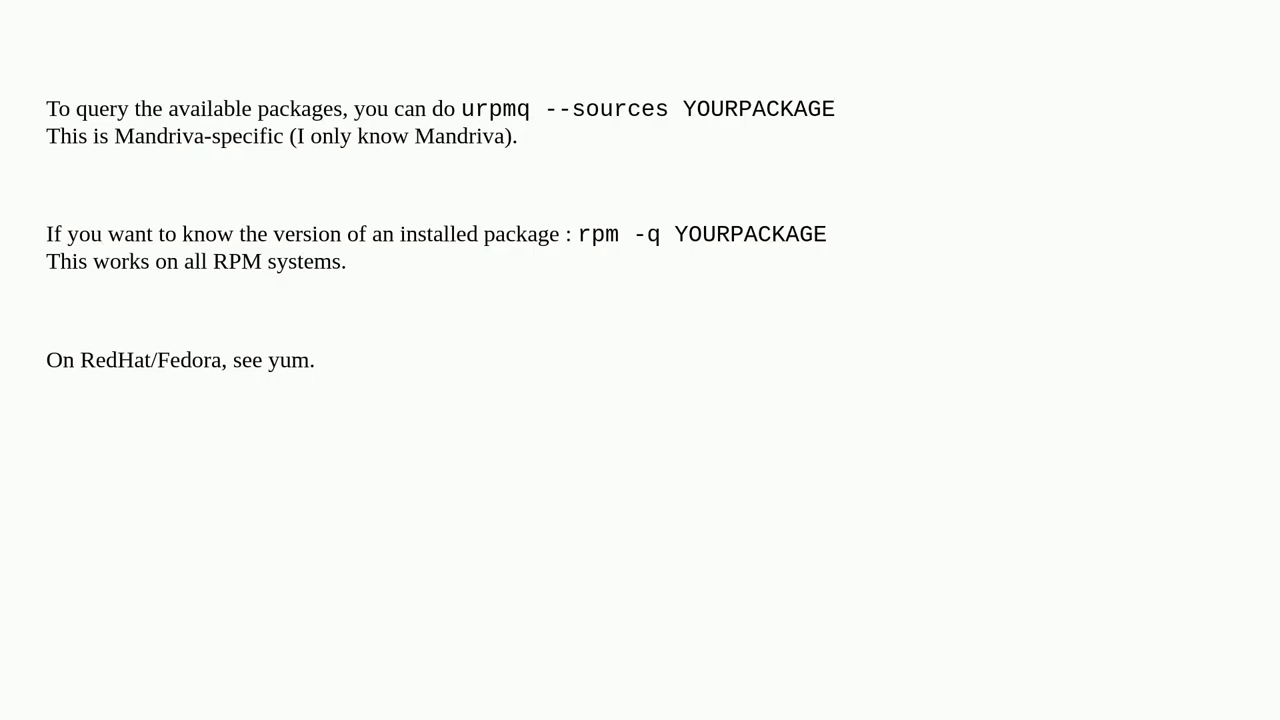 To query the available packages, you can do urpmq --sources YOURPACKAGE
This is Mandriva-specific (I only know Mandriva).
If you want to know the version of an installed package : rpm -q YOURPACKAGE
This works on all RPM systems.
On RedHat/Fedora, see yum.